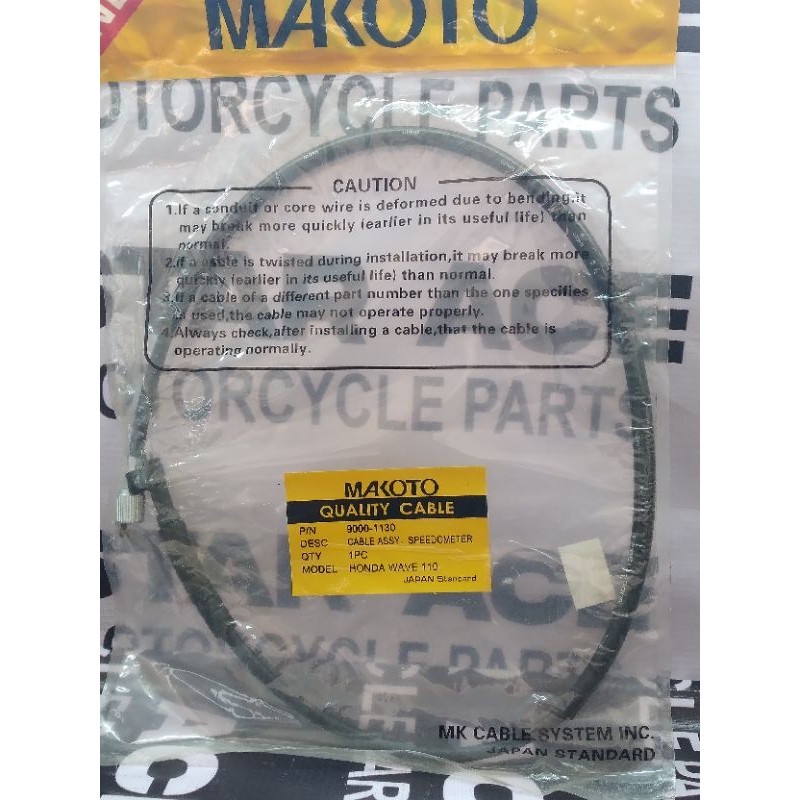 MAKOTO
MOTORCYCLE PARTS
CAUTION
1.If a conduit or core wire is deformed due to bending,it
may break more quickly (earlier in its useful life) than
normal.
2.If a cable is twisted during installation,it may break more
quickly (earlier in its useful life) than normal.
3.If a cable of a different part number than the one specifies
is used,the cable may not operate properly.
4.Always check,after installing a cable,that the cable is
operating normally.
ACE
ORCYCLE PARTS
MAKOTO
QUALITY CABLE
P/N 9000-1130
DESC CABLE ASSY- SPEEDOMETER
QTY 1PC
MODEL HONDA WAVE 110
JAPAN Standard
ACE
MOTORCYCLE PARTS
MK CABLE SYSTEM INC.
JAPAN STANDARD